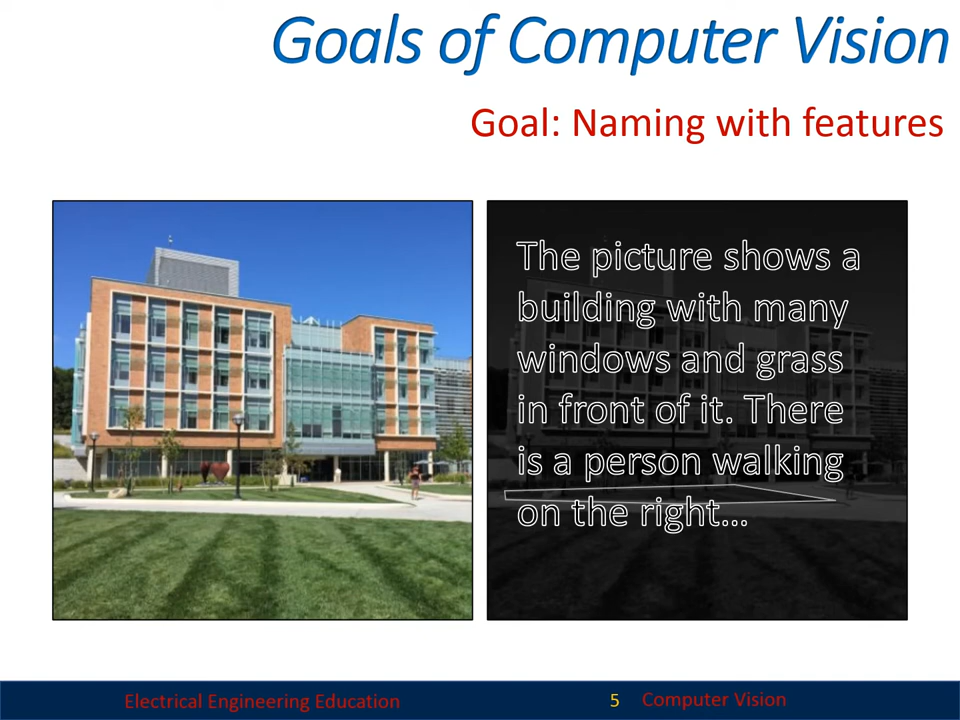 Goals of Computer Vision
Goal: Naming with features
The picture shows a
building with many
windows and grass
in front of it. There
is a person walking
on the right...
Electrical Engineering Education
5
Computer Vision